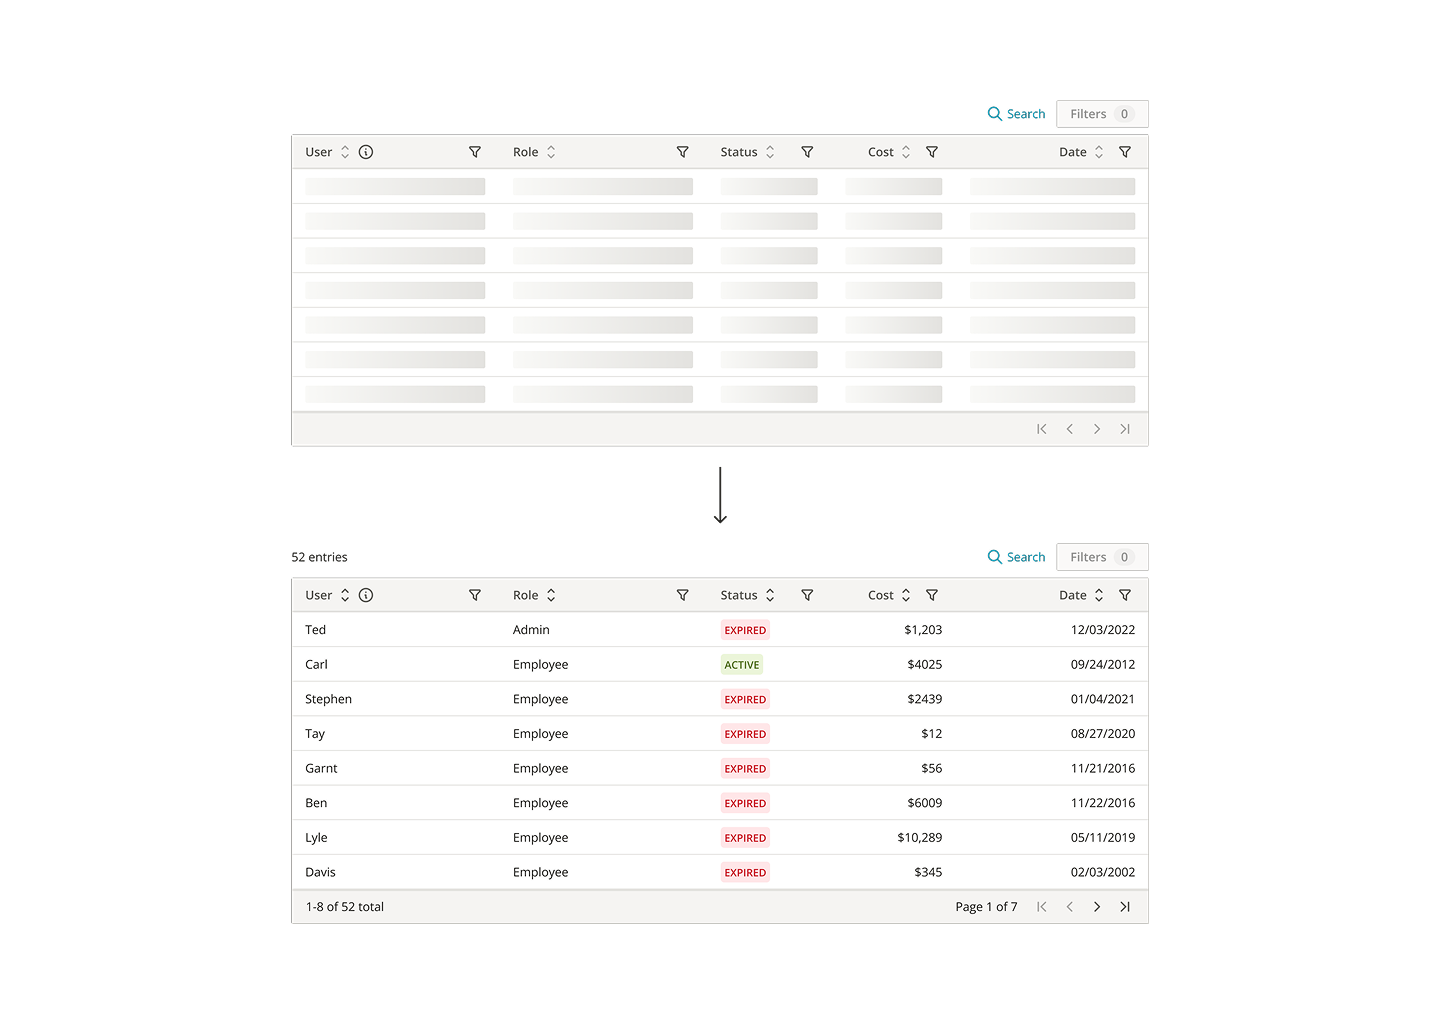 Search Filters 0
User Role Status Cost Date
52 entries Search Filters 0
User Role Status Cost Date
Ted Admin EXPIRED $1,203 12/03/2022
Carl Employee ACTIVE $4025 09/24/2012
Stephen Employee EXPIRED $2439 01/04/2021
Tay Employee EXPIRED $12 08/27/2020
Garnt Employee EXPIRED $56 11/21/2016
Ben Employee EXPIRED $6009 11/22/2016
Lyle Employee EXPIRED $10,289 05/11/2019
Davis Employee EXPIRED $345 02/03/2002
1-8 of 52 total Page 1 of 7